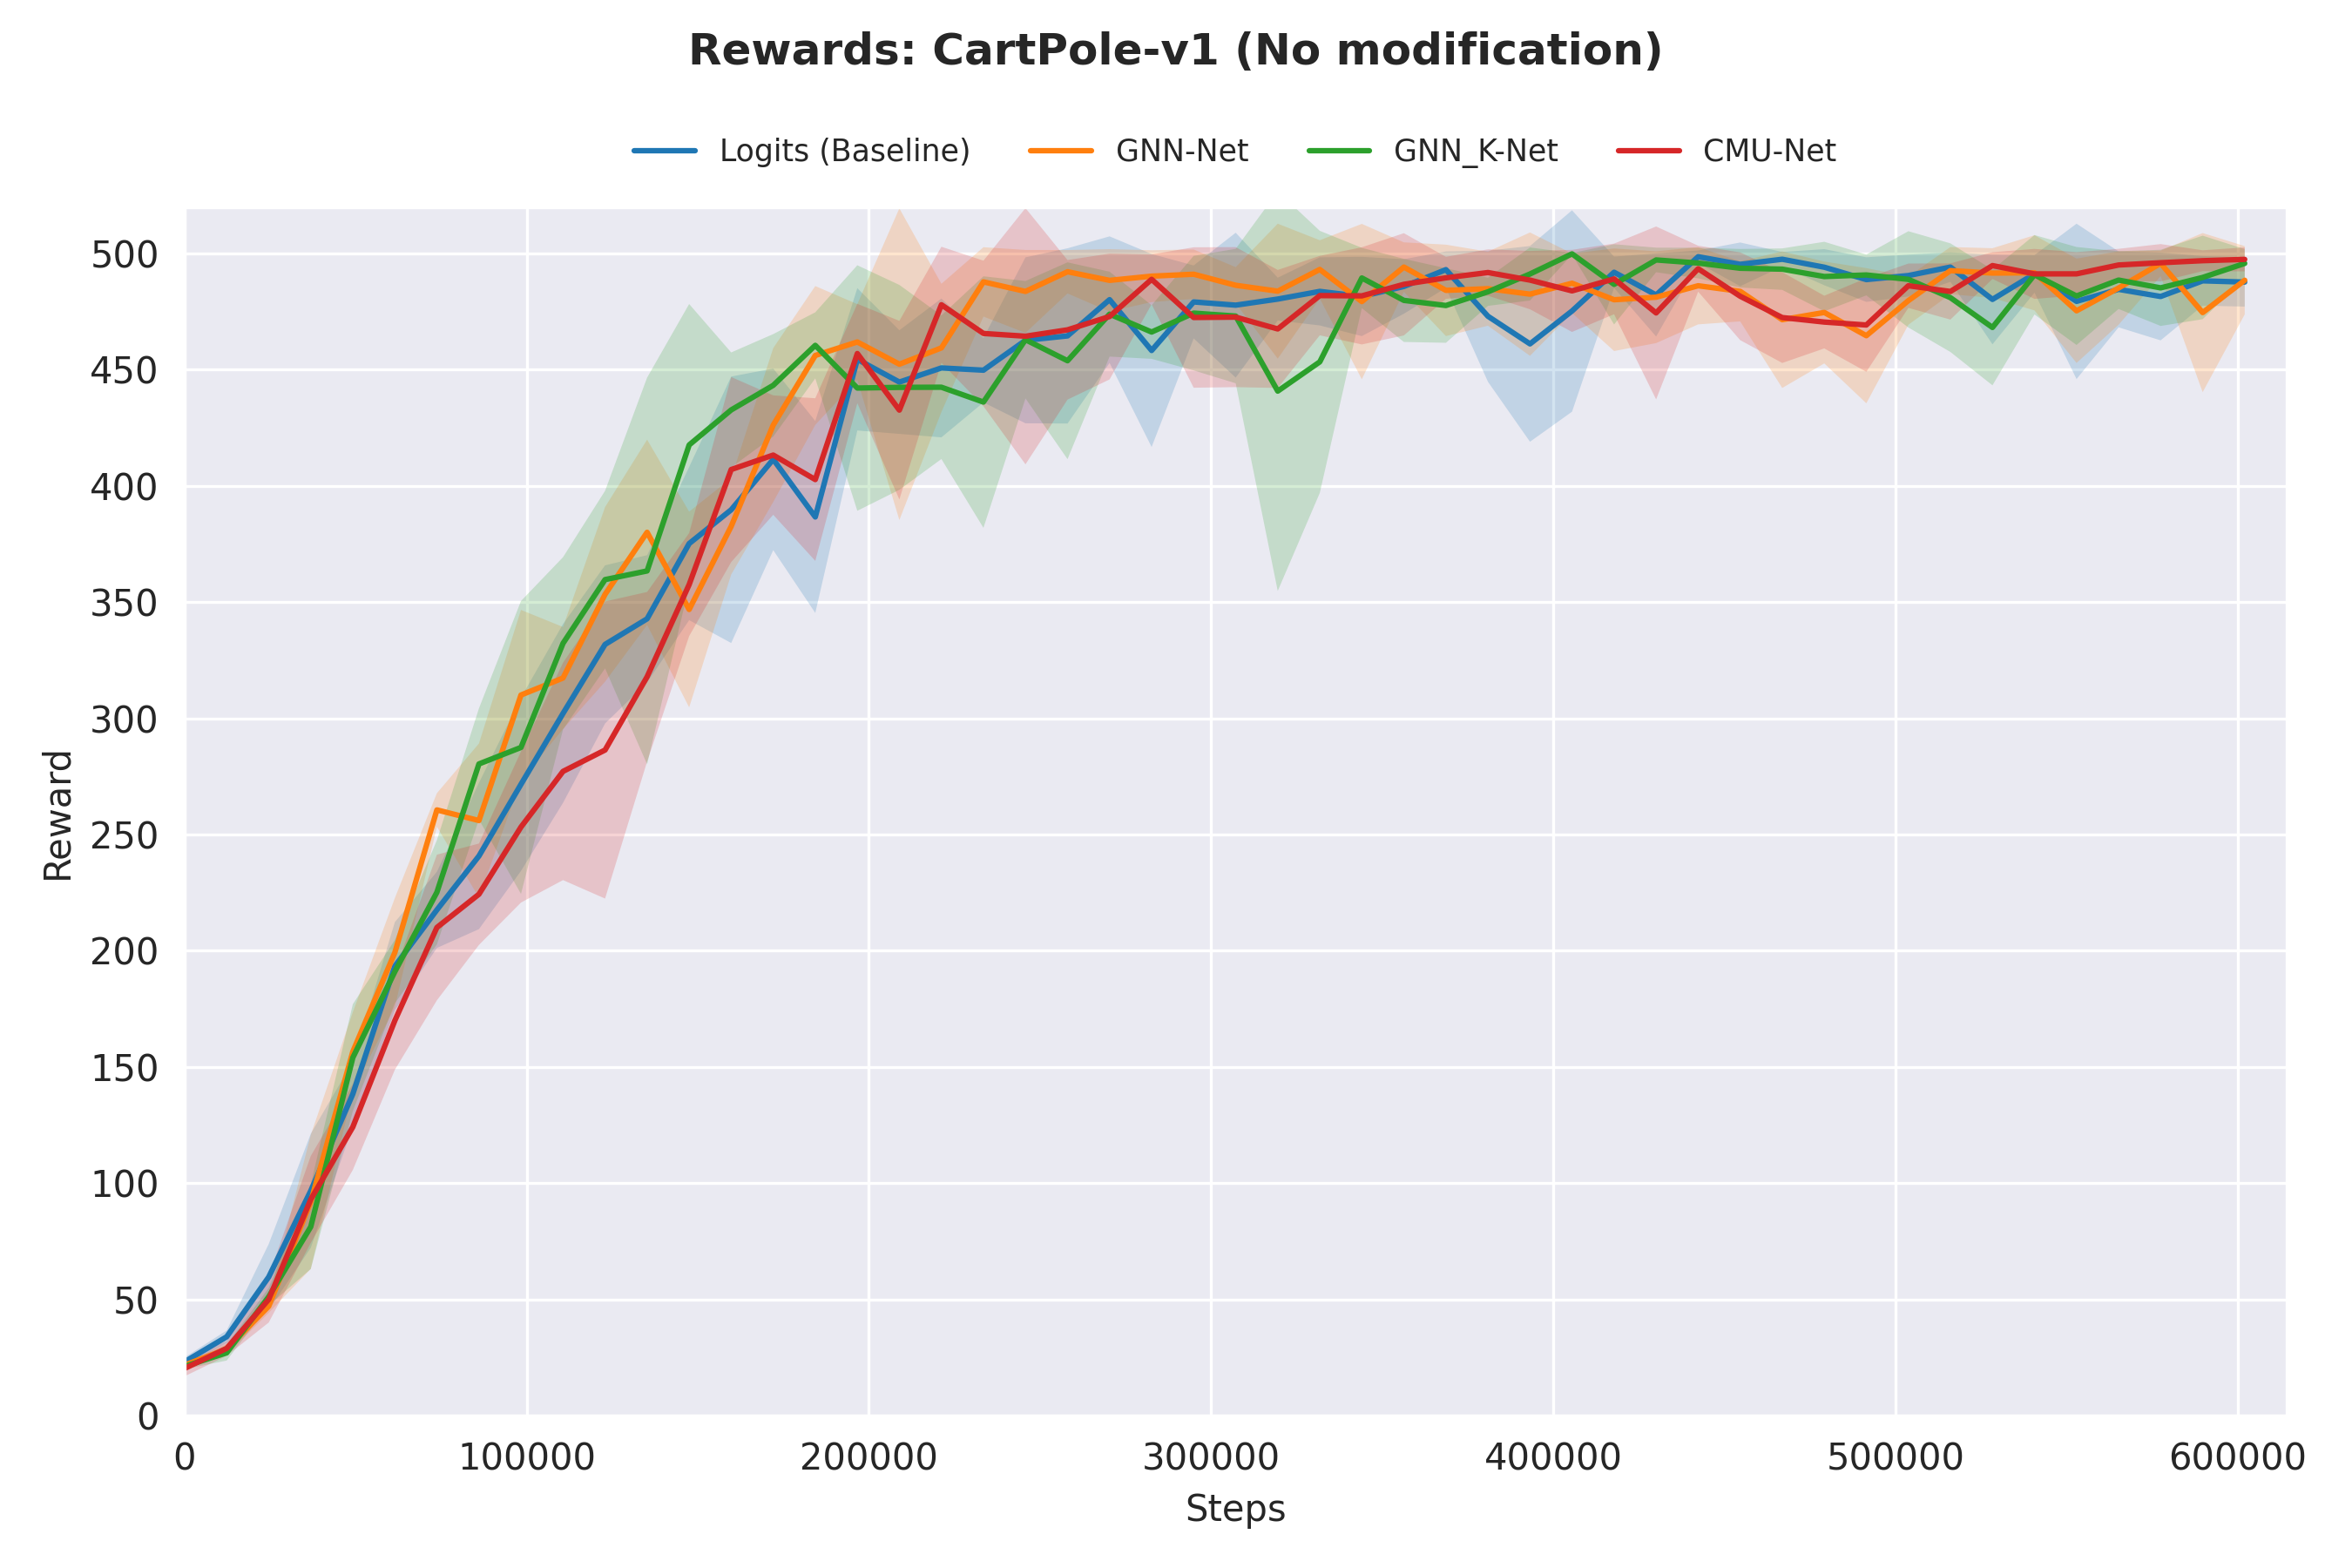 Rewards: CartPole-v1 (No modification)
Logits (Baseline) GNN-Net GNN_K-Net CMU-Net
500
450
400
350
300
250
200
150
100
50
0
Reward
0 100000 200000 300000 400000 500000 600000
Steps